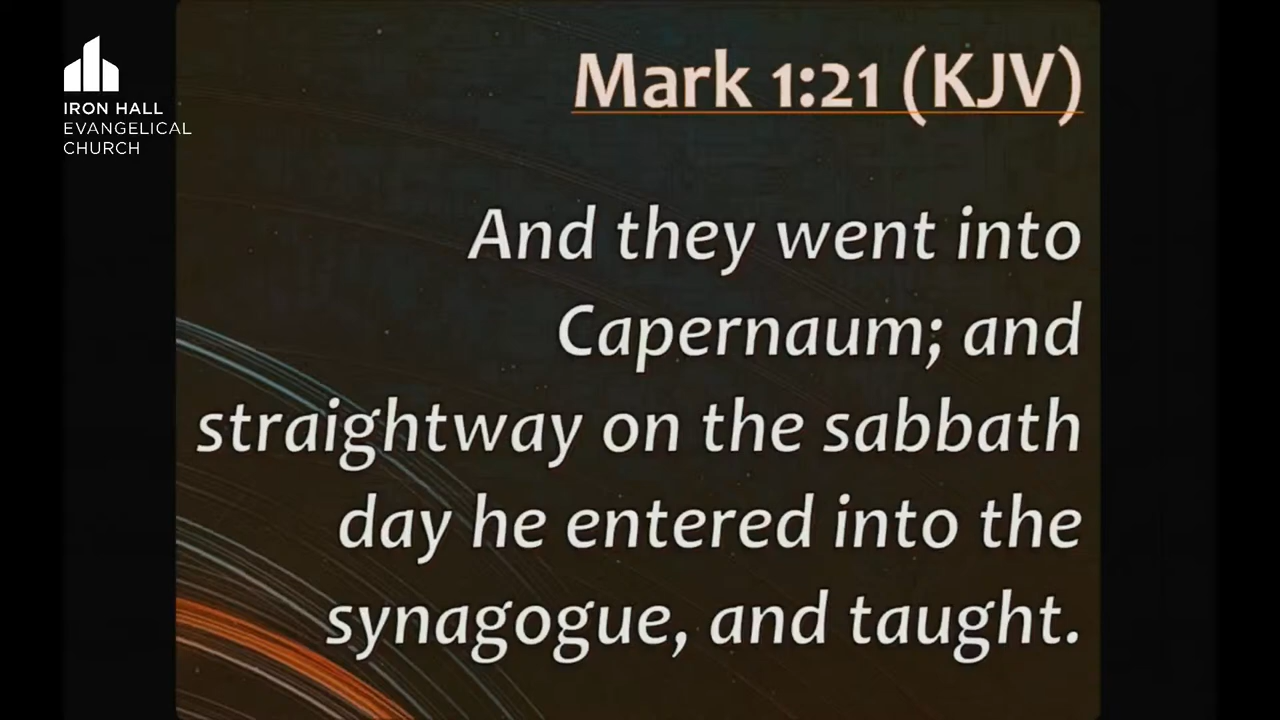 IRON HALL
EVANGELICAL
CHURCH
Mark 1:21 (KJV)
And they went into
Capernaum; and
straightway on the sabbath
day he entered into the
synagogue, and taught.